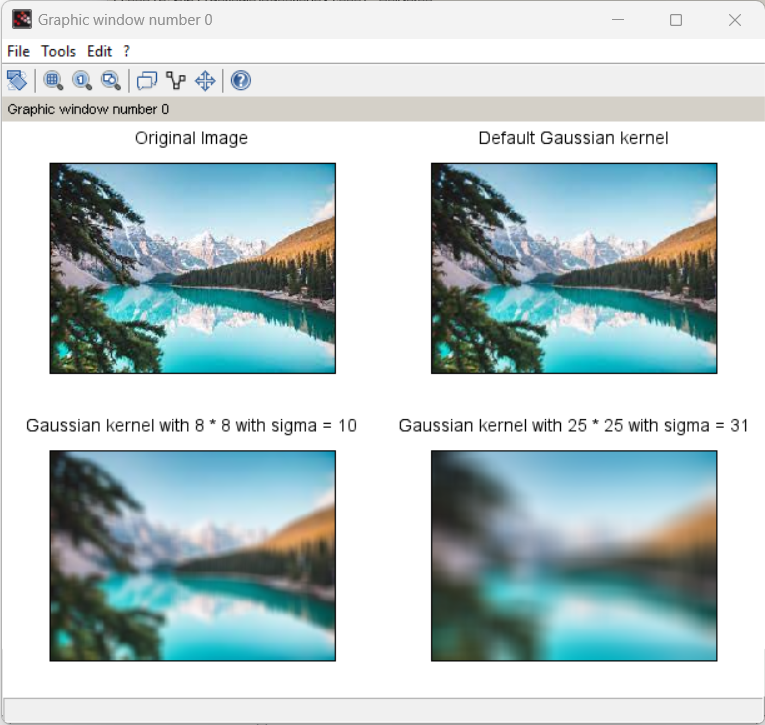 Graphic window number 0
File Tools Edit ?
Graphic window number 0
Original Image
Default Gaussian kernel
Gaussian kernel with 8 * 8 with sigma = 10
Gaussian kernel with 25 * 25 with sigma = 31